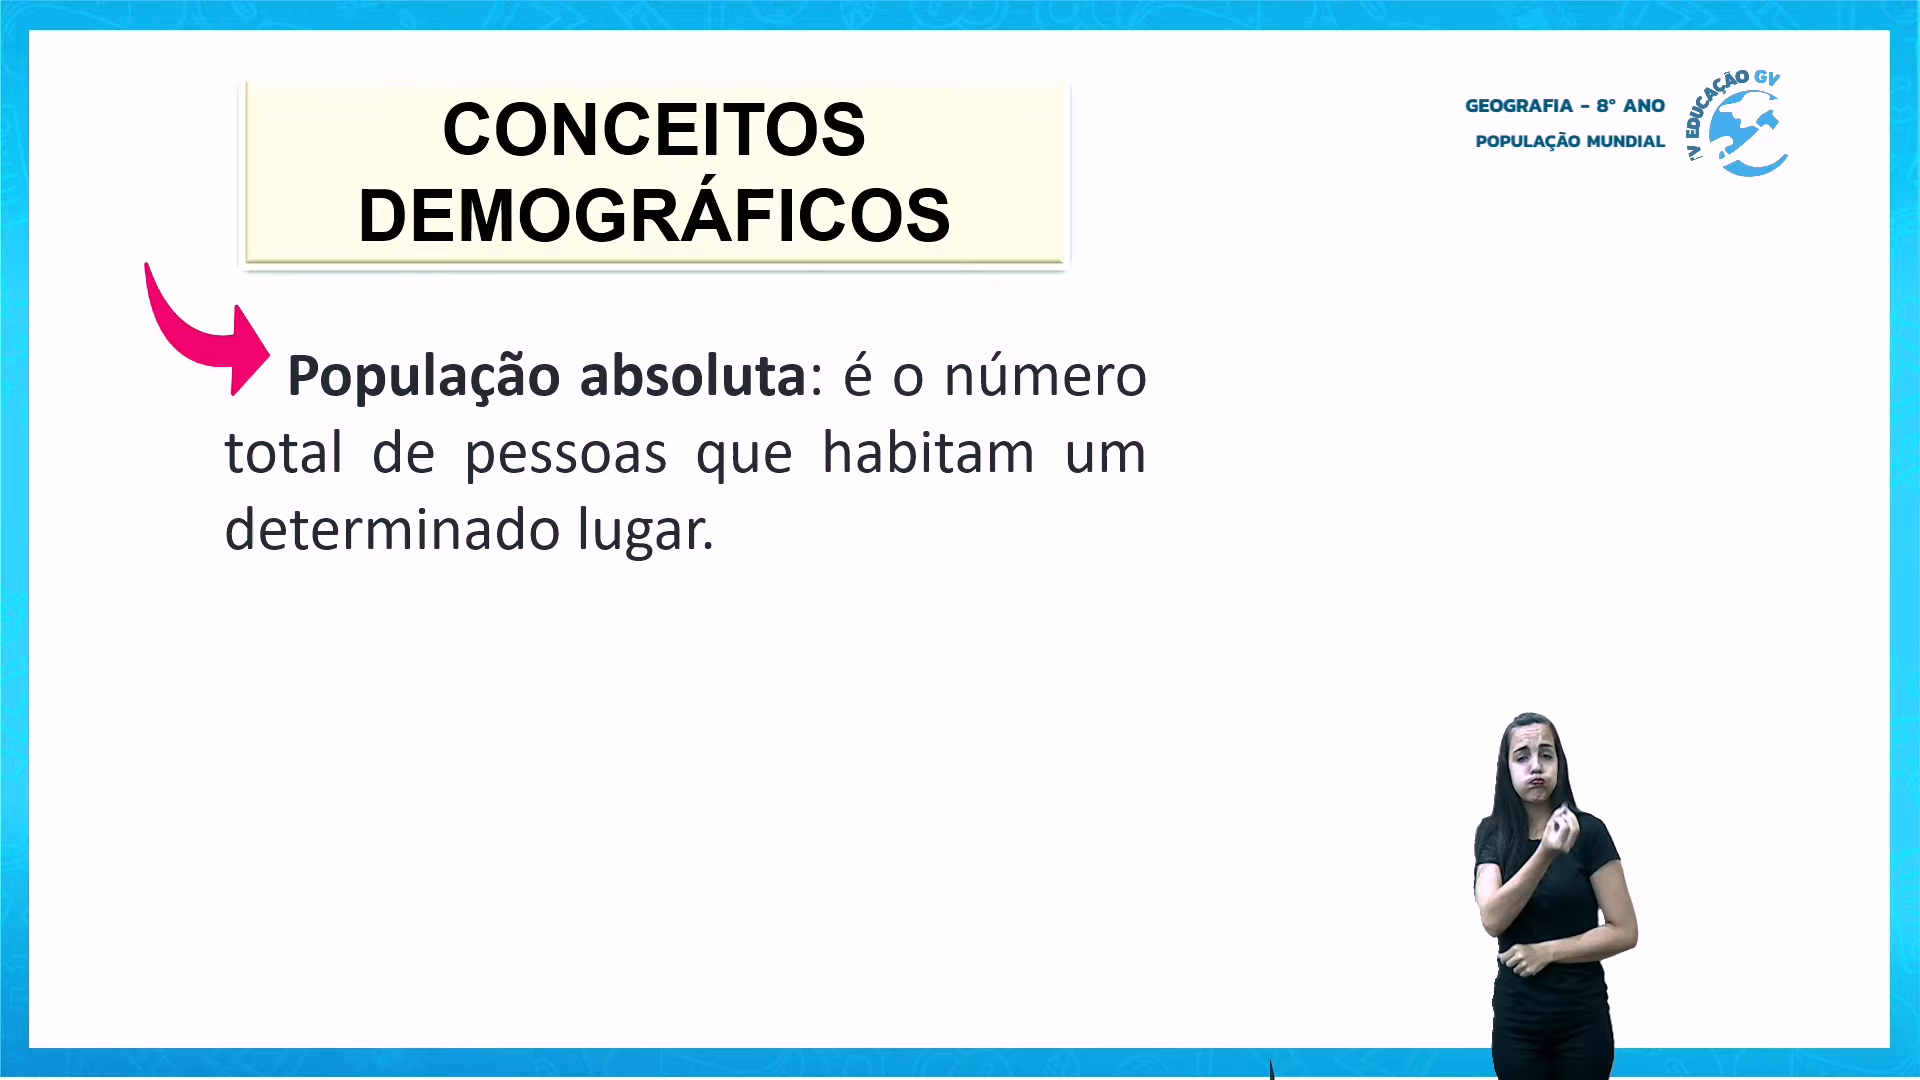 CONCEITOS
DEMOGRÁFICOS
GEOGRAFIA - 8º ANO
POPULAÇÃO MUNDIAL
TV EDUCAÇÃO GV
População absoluta: é o número
total de pessoas que habitam um
determinado lugar.